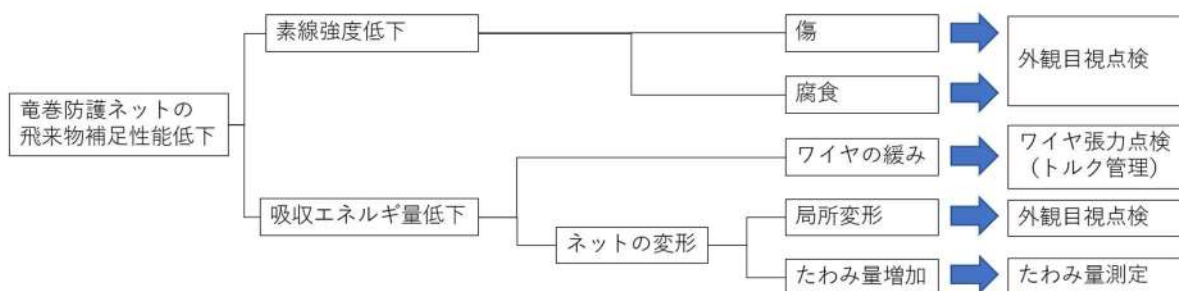 竜巻防護ネットの
飛来物補足性能低下
素線強度低下
吸収エネルギ量低下
ネットの変形
傷
腐食
ワイヤの緩み
局所変形
たわみ量増加
外観目視点検
ワイヤ張力点検
(トルク管理)
外観目視点検
たわみ量測定